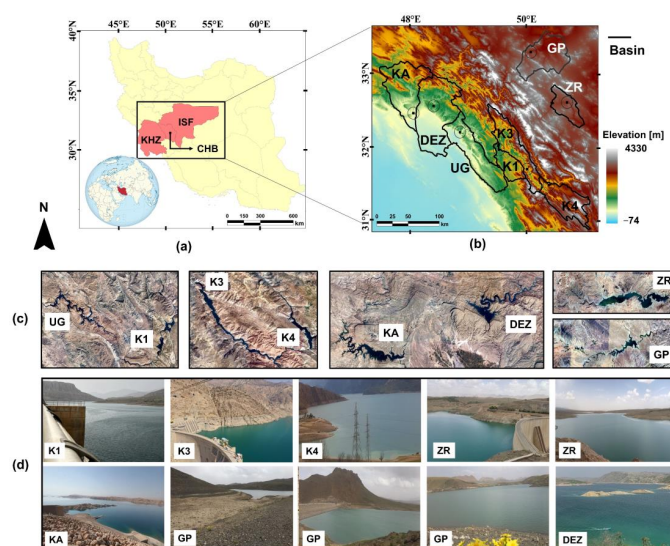 45°E 50°E 55°E 60°E
40°N
35°N
30°N
ISF
KHZ
CHB
N
0 150 300 600
km
(a)
48°E 50°E
33°N
32°N
31°N
GP
KA
ZR
DEZ
K3
UG
K1
K4
0 25 50 100
km
(b)
Basin
Elevation [m]
4330
−74
(c)
UG
K1
K3
K4
KA
DEZ
ZR
GP
(d)
K1
K3
K4
ZR
ZR
KA
GP
GP
GP
DEZ